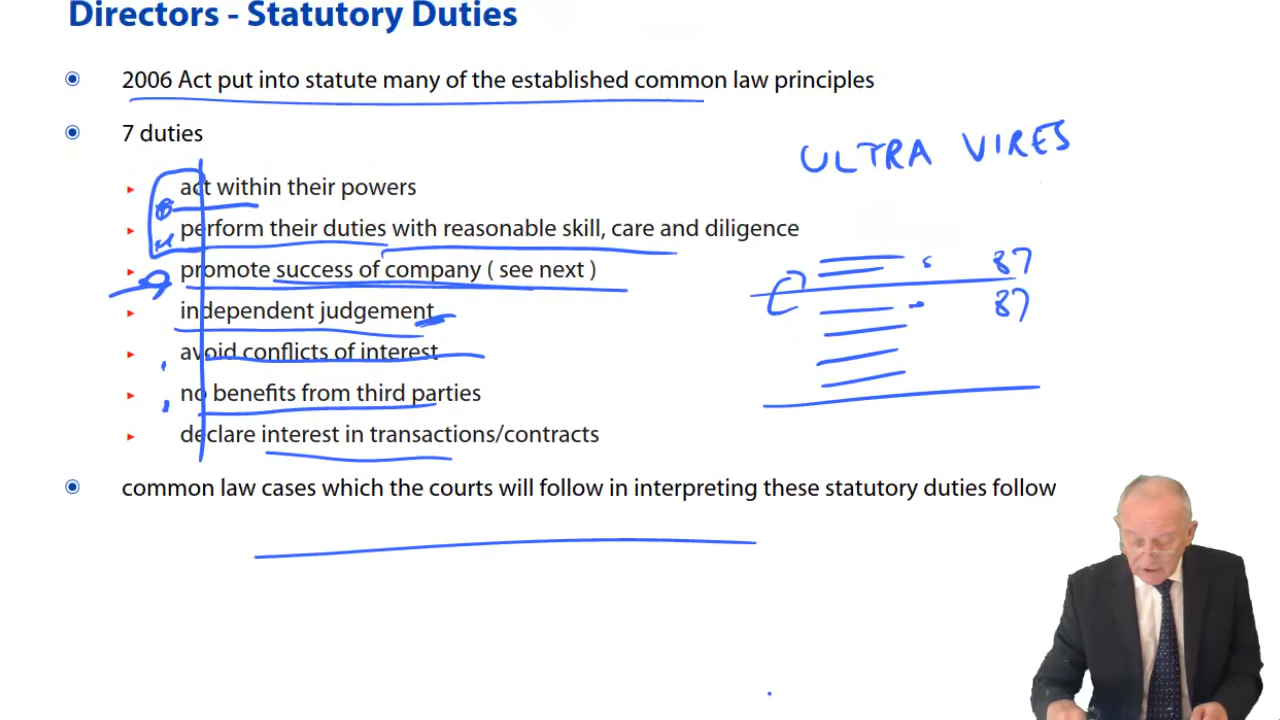 Directors - Statutory Duties
2006 Act put into statute many of the established common law principles
7 duties
ULTRA VIRES
act within their powers
perform their duties with reasonable skill, care and diligence
promote success of company ( see next )
87
independent judgement
87
avoid conflicts of interest
no benefits from third parties
declare interest in transactions/contracts
common law cases which the courts will follow in interpreting these statutory duties follow